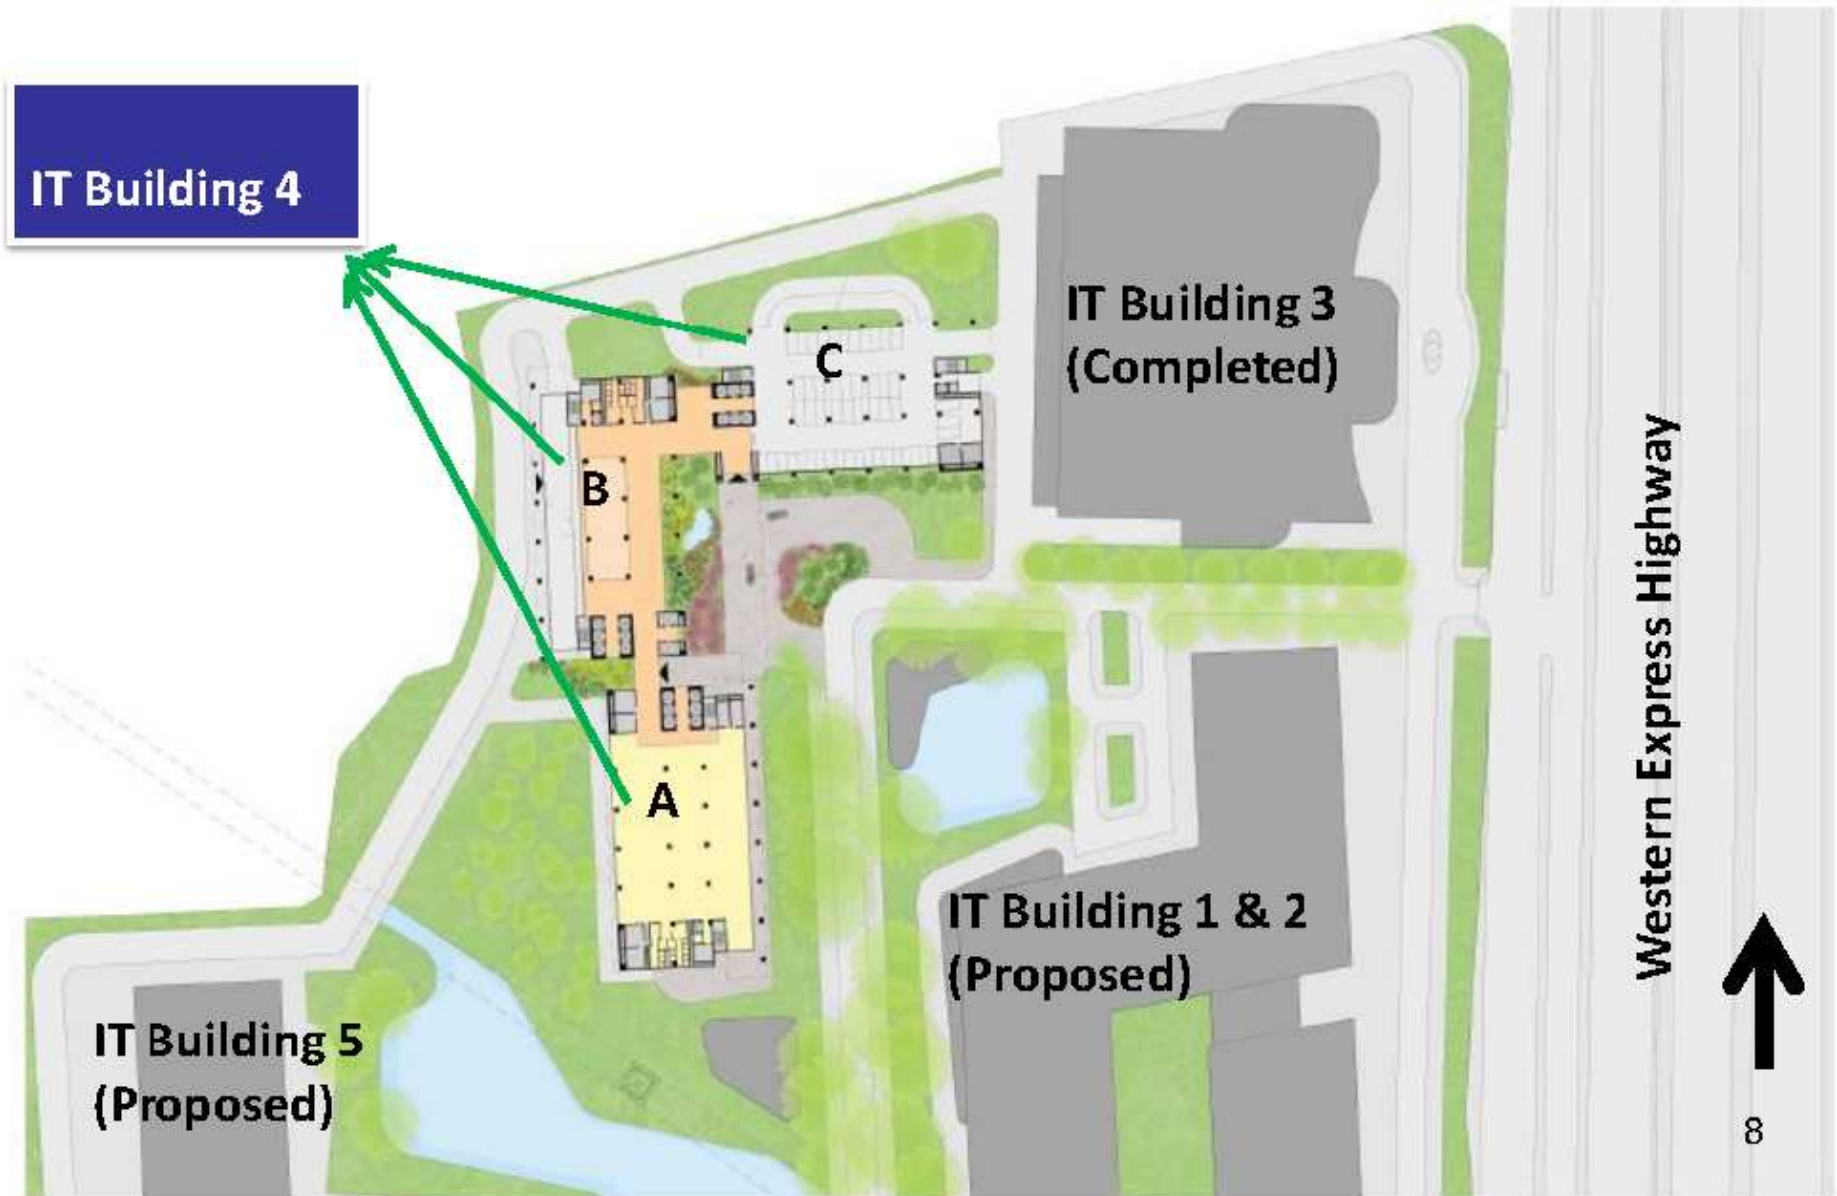 IT Building 4
IT Building 3
(Completed)
C
B
A
Western Express Highway
IT Building 1 & 2
(Proposed)
IT Building 5
(Proposed)
8